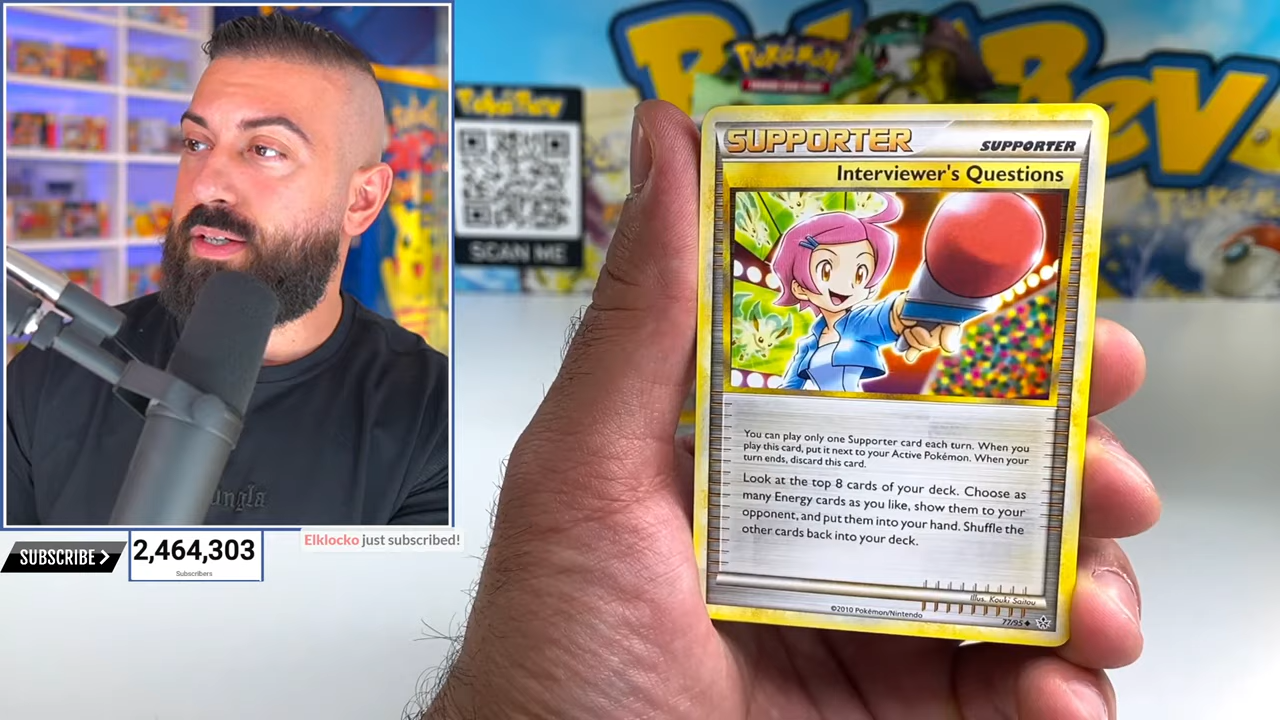 PokéRev
SCAN ME
Pokémon
SUPPORTER
SUPPORTER
Interviewer's Questions
You can play only one Supporter card each turn. When you
play this card, put it next to your Active Pokémon. When your
turn ends, discard this card.
Look at the top 8 cards of your deck. Choose as
many Energy cards as you like, show them to your
opponent, and put them into your hand. Shuffle the
other cards back into your deck.
Illus. Kouki Saitou
©2010 Pokémon/Nintendo
77/95
SUBSCRIBE
2,464,303
Subscribers
Elklocko just subscribed!